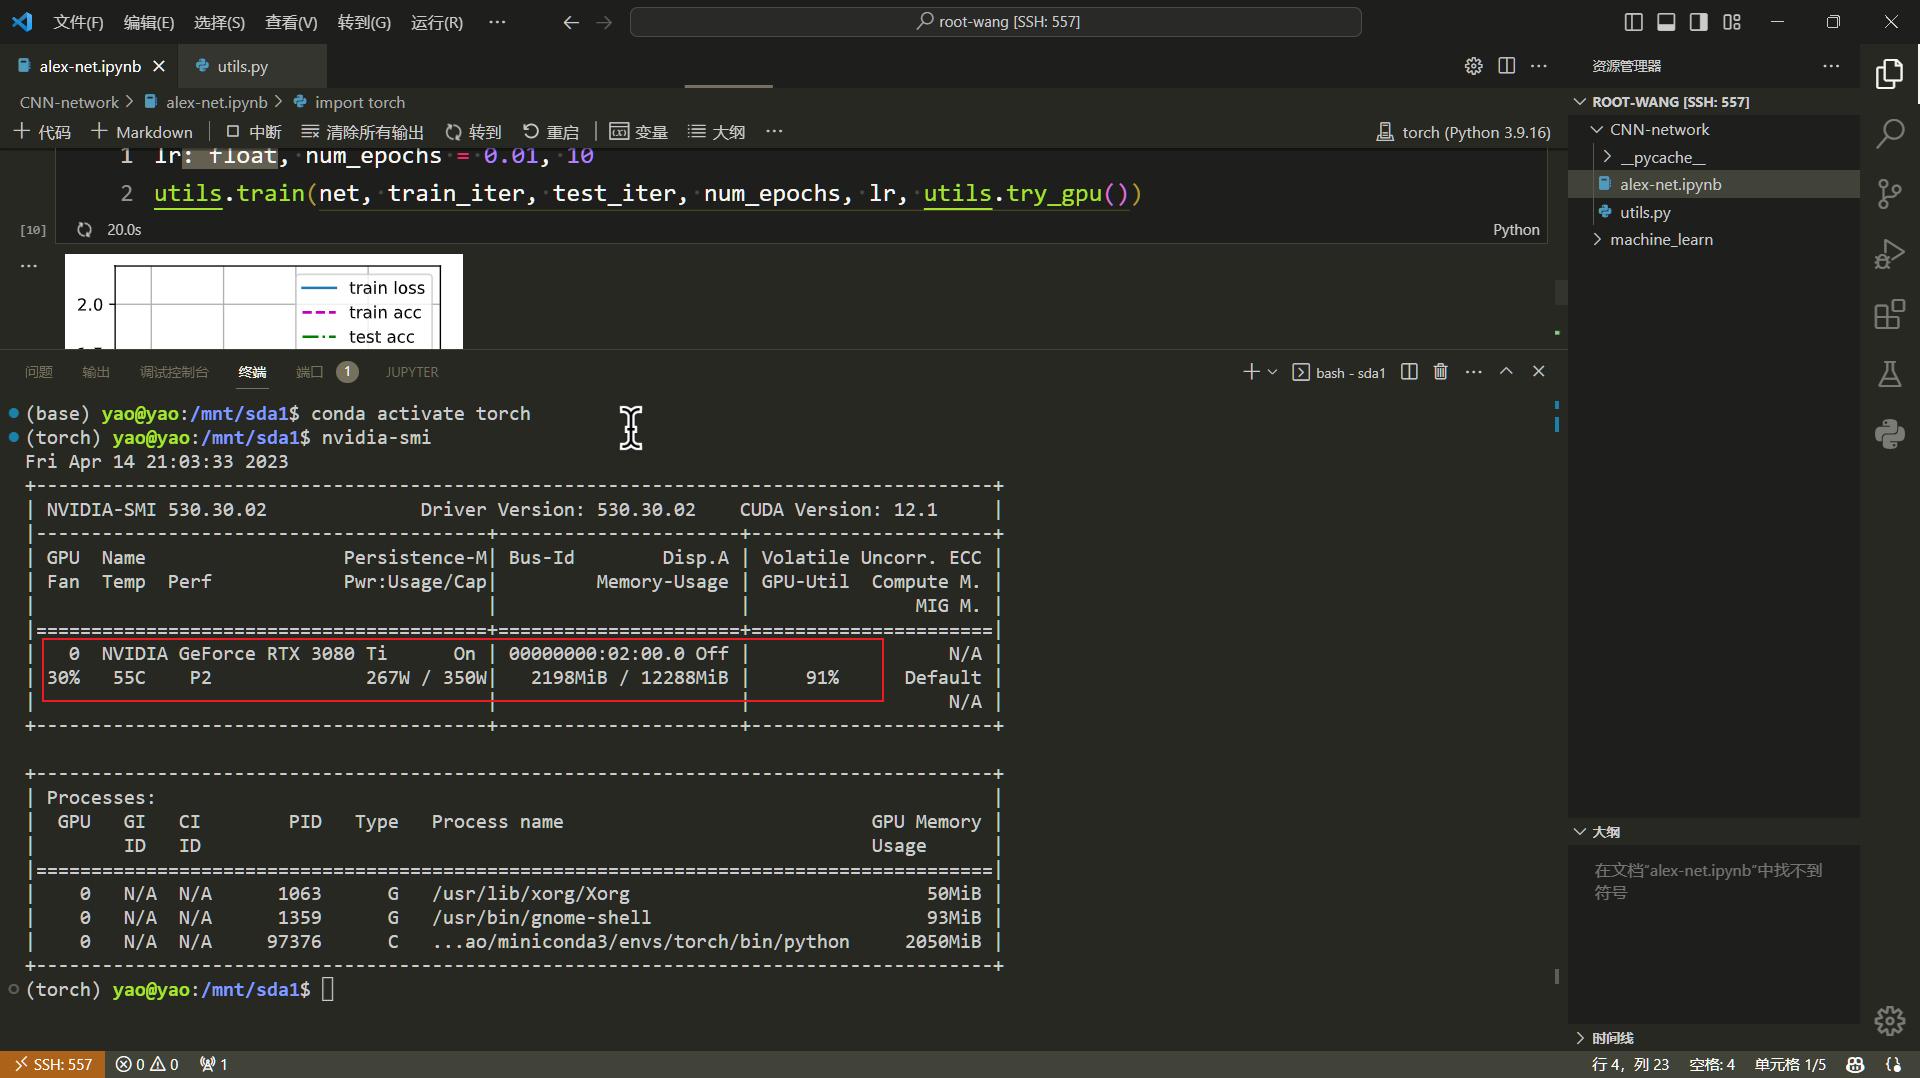 文件(F) 编辑(E) 选择(S) 查看(V) 转到(G) 运行(R) ··· root-wang [SSH: 557]
alex-net.ipynb utils.py
资源管理器
CNN-network > alex-net.ipynb > import torch
+ 代码 + Markdown 中断 清除所有输出 转到 重启 变量 大纲 ··· torch (Python 3.9.16)
ROOT-WANG [SSH: 557]
CNN-network
__pycache__
alex-net.ipynb
utils.py
machine_learn
1 lr: float, num_epochs = 0.01, 10
2 utils.train(net, train_iter, test_iter, num_epochs, lr, utils.try_gpu())
[10] 20.0s Python
2.0
train loss
train acc
test acc
问题 输出 调试控制台 终端 端口 1 JUPYTER bash - sda1
(base) yao@yao:/mnt/sda1$ conda activate torch
(torch) yao@yao:/mnt/sda1$ nvidia-smi
Fri Apr 14 21:03:33 2023
+---------------------------------------------------------------------------------------+
| NVIDIA-SMI 530.30.02 Driver Version: 530.30.02 CUDA Version: 12.1 |
|-----------------------------------------+----------------------+----------------------+
| GPU Name Persistence-M| Bus-Id Disp.A | Volatile Uncorr. ECC |
| Fan Temp Perf Pwr:Usage/Cap| Memory-Usage | GPU-Util Compute M. |
| | | MIG M. |
|=========================================+======================+======================|
| 0 NVIDIA GeForce RTX 3080 Ti On | 00000000:02:00.0 Off | N/A |
| 30% 55C P2 267W / 350W| 2198MiB / 12288MiB | 91% Default |
| | | N/A |
+-----------------------------------------+----------------------+----------------------+
+---------------------------------------------------------------------------------------+
| Processes: |
| GPU GI CI PID Type Process name GPU Memory |
| ID ID Usage |
|=======================================================================================|
| 0 N/A N/A 1063 G /usr/lib/xorg/Xorg 50MiB |
| 0 N/A N/A 1359 G /usr/bin/gnome-shell 93MiB |
| 0 N/A N/A 97376 C ...ao/miniconda3/envs/torch/bin/python 2050MiB |
+---------------------------------------------------------------------------------------+
(torch) yao@yao:/mnt/sda1$
大纲
在文档"alex-net.ipynb"中找不到
符号
时间线
SSH: 557 0 0 1 行 4，列 23 空格: 4 单元格 1/5